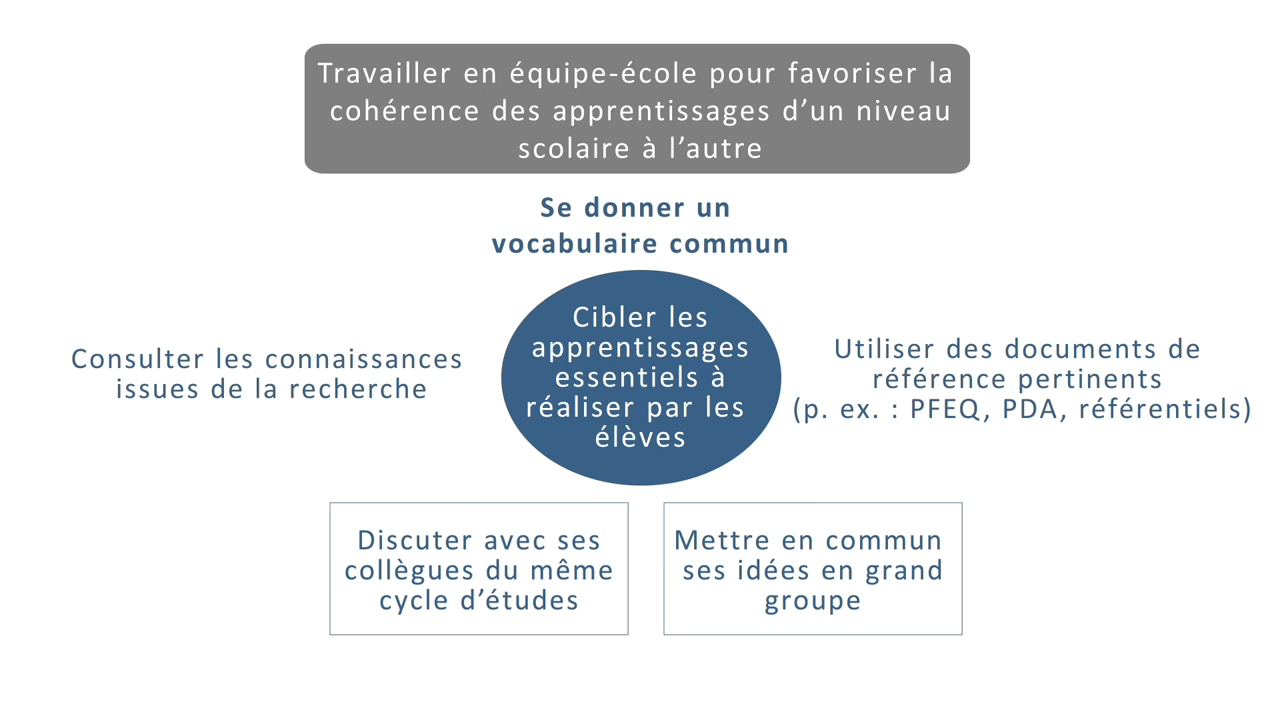 Travailler en équipe-école pour favoriser la
cohérence des apprentissages d’un niveau
scolaire à l’autre
Se donner un
vocabulaire commun
Consulter les connaissances
issues de la recherche
Cibler les
apprentissages
essentiels à
réaliser par les
élèves
Utiliser des documents de
référence pertinents
(p. ex. : PFEQ, PDA, référentiels)
Discuter avec ses
collègues du même
cycle d’études
Mettre en commun
ses idées en grand
groupe